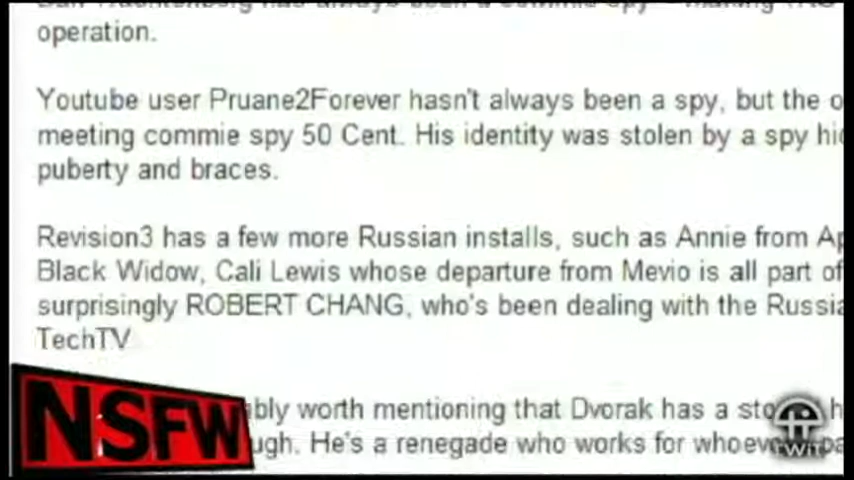 operation.
Youtube user Pruane2Forever hasn't always been a spy, but the o
meeting commie spy 50 Cent. His identity was stolen by a spy hi
puberty and braces.
Revision3 has a few more Russian installs, such as Annie from Ap
Black Widow, Cali Lewis whose departure from Mevio is all part of
surprisingly ROBERT CHANG, who's been dealing with the Russia
TechTV
bly worth mentioning that Dvorak has a sto
ugh. He's a renegade who works for whoever pa
NSFW
TWiT